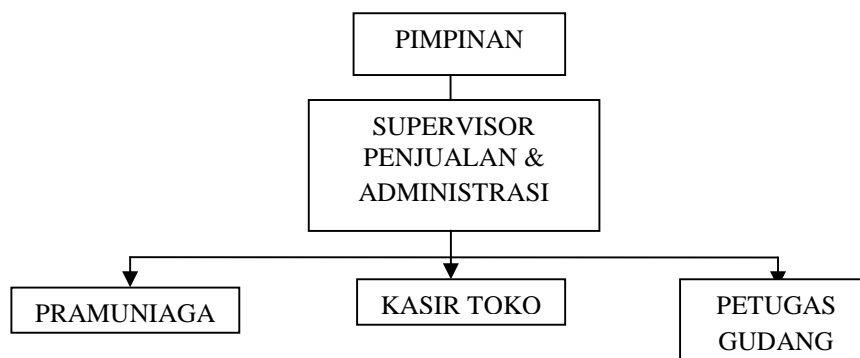 PIMPINAN
SUPERVISOR
PENJUALAN &
ADMINISTRASI
PRAMUNIAGA
KASIR TOKO
PETUGAS
GUDANG